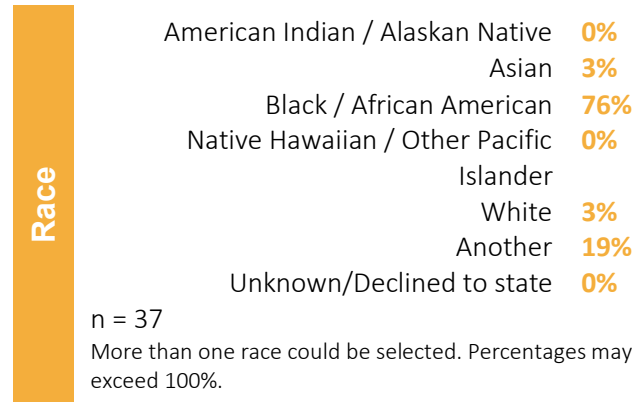 Race
American Indian / Alaskan Native 0%
Asian 3%
Black / African American 76%
Native Hawaiian / Other Pacific 0%
Islander
White 3%
Another 19%
Unknown/Declined to state 0%
n = 37
More than one race could be selected. Percentages may
exceed 100%.